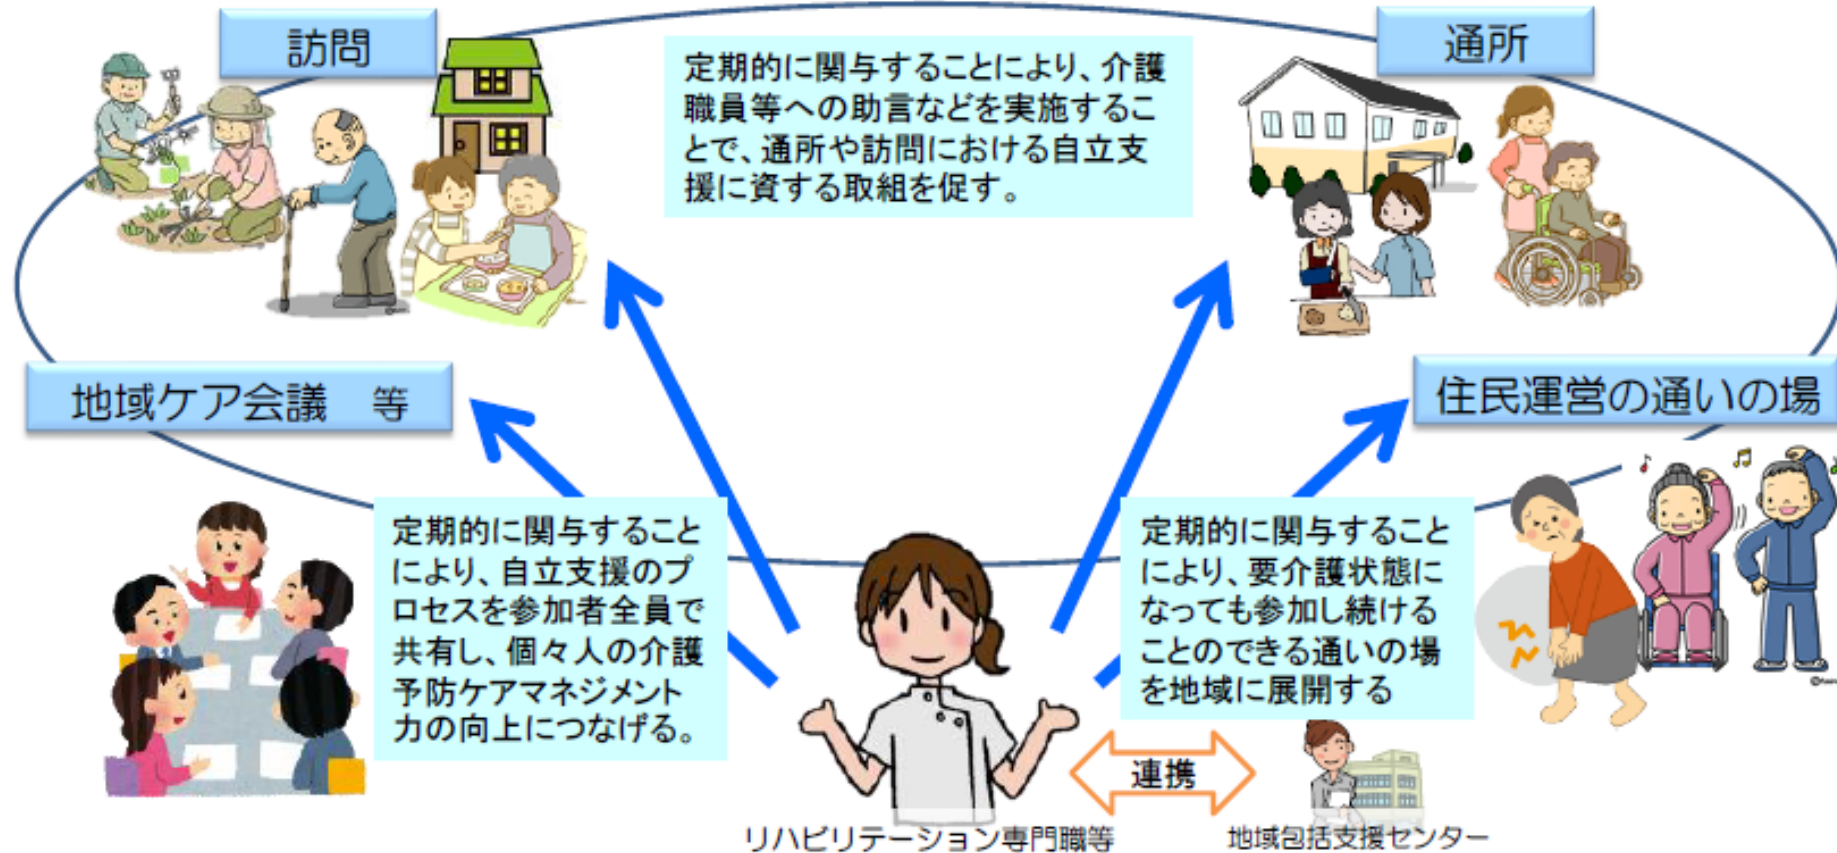 訪問
定期的に関与することにより、介護
職員等への助言などを実施するこ
とで、通所や訪問における自立支
援に資する取組を促す。
通所
地域ケア会議　等
住民運営の通いの場
定期的に関与すること
により、自立支援のプ
ロセスを参加者全員で
共有し、個々人の介護
予防ケアマネジメント
力の向上につなげる。
定期的に関与すること
により、要介護状態に
なっても参加し続ける
ことのできる通いの場
を地域に展開する
連携
リハビリテーション専門職等
地域包括支援センター